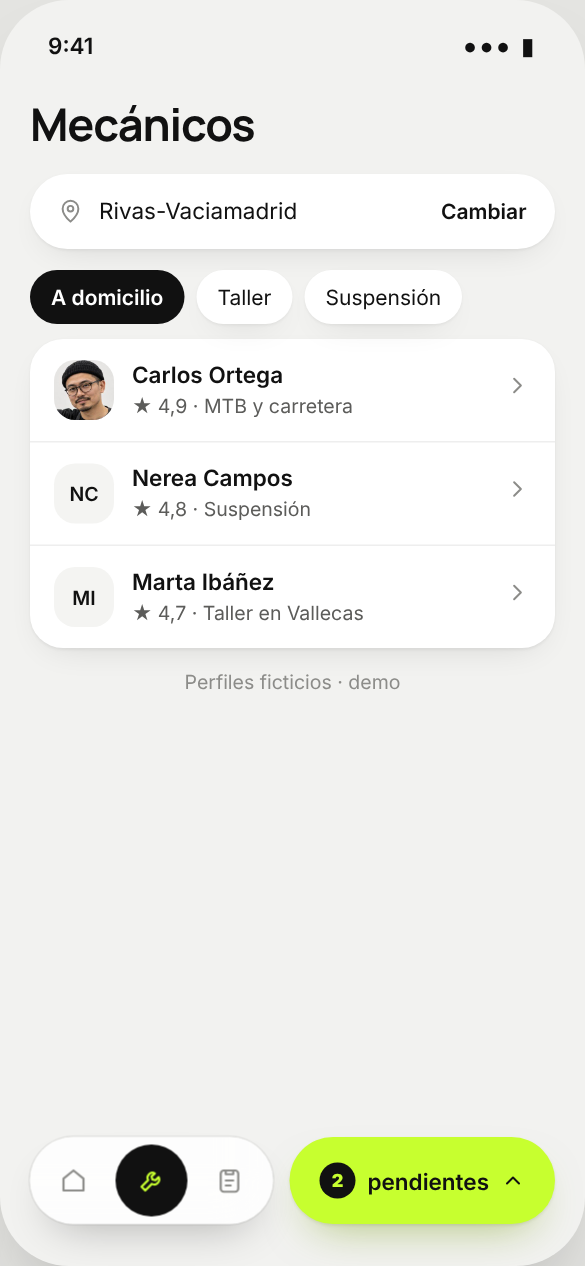 9:41
Mecánicos
Rivas-Vaciamadrid Cambiar
A domicilio Taller Suspensión
Carlos Ortega
★ 4,9 · MTB y carretera
NC Nerea Campos
★ 4,8 · Suspensión
MI Marta Ibáñez
★ 4,7 · Taller en Vallecas
Perfiles ficticios · demo
2 pendientes